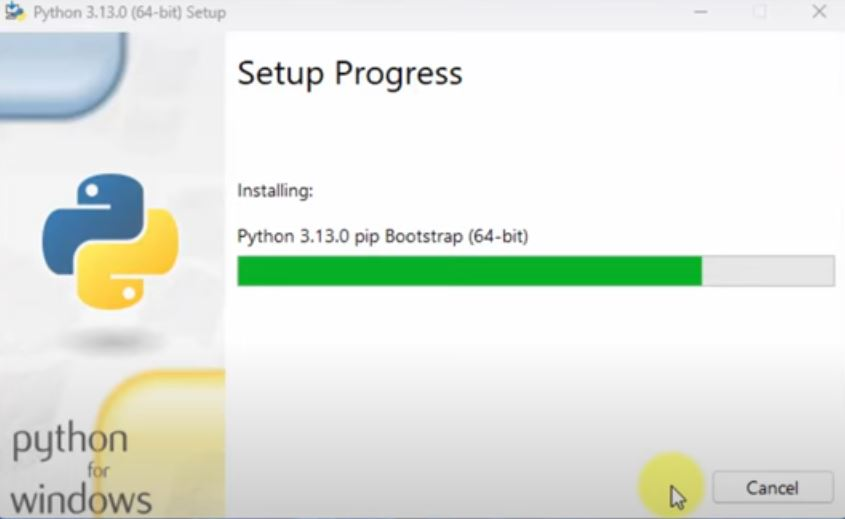 Python 3.13.0 (64-bit) Setup
Setup Progress
Installing:
Python 3.13.0 pip Bootstrap (64-bit)
python
for
windows
Cancel